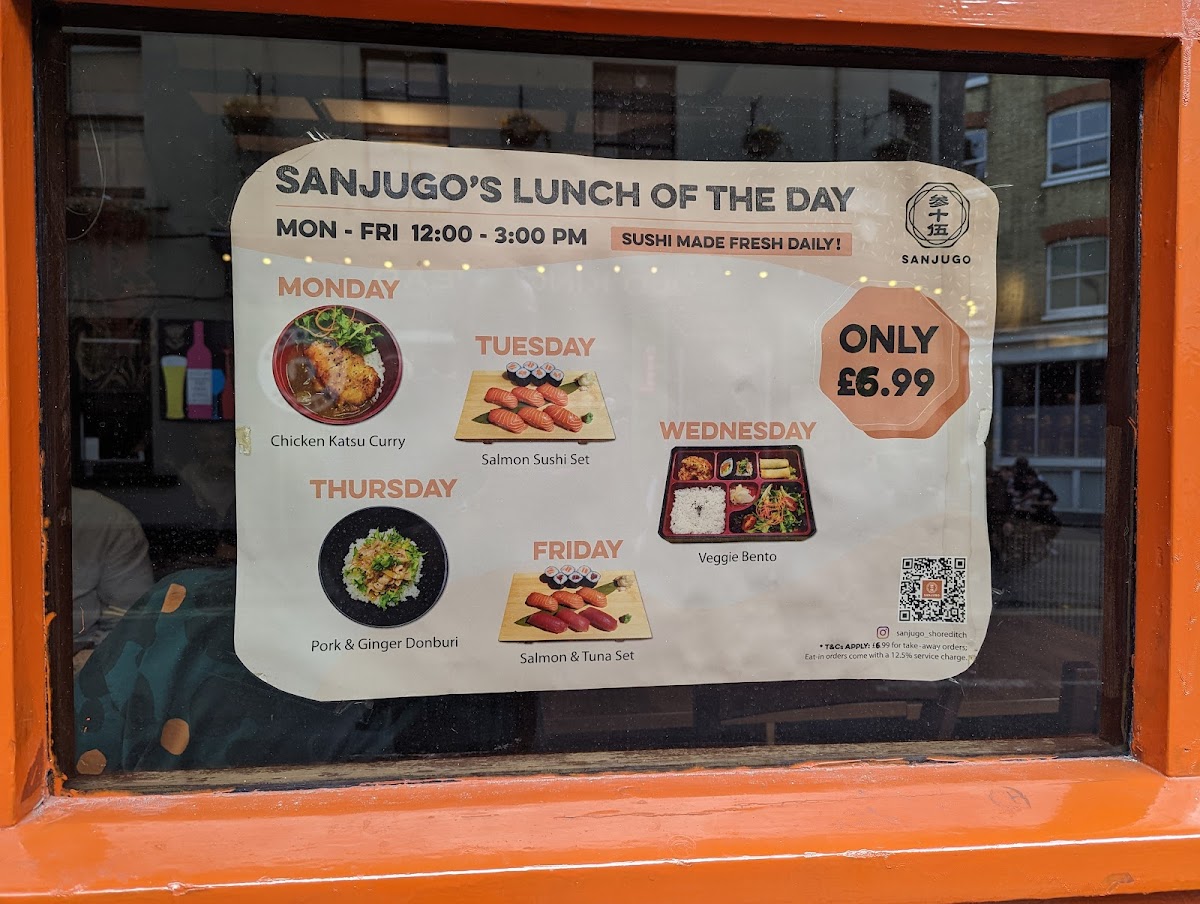 SANJUGO'S LUNCH OF THE DAY
MON - FRI 12:00 - 3:00 PM
SUSHI MADE FRESH DAILY!
参十伍
SANJUGO
MONDAY
Chicken Katsu Curry
TUESDAY
Salmon Sushi Set
WEDNESDAY
Veggie Bento
THURSDAY
Pork & Ginger Donburi
FRIDAY
Salmon & Tuna Set
ONLY
£6.99
sanjugo_shoreditch
* T&Cs APPLY: £6.99 for take-away orders;
Eat-in orders come with a 12.5% service charge.